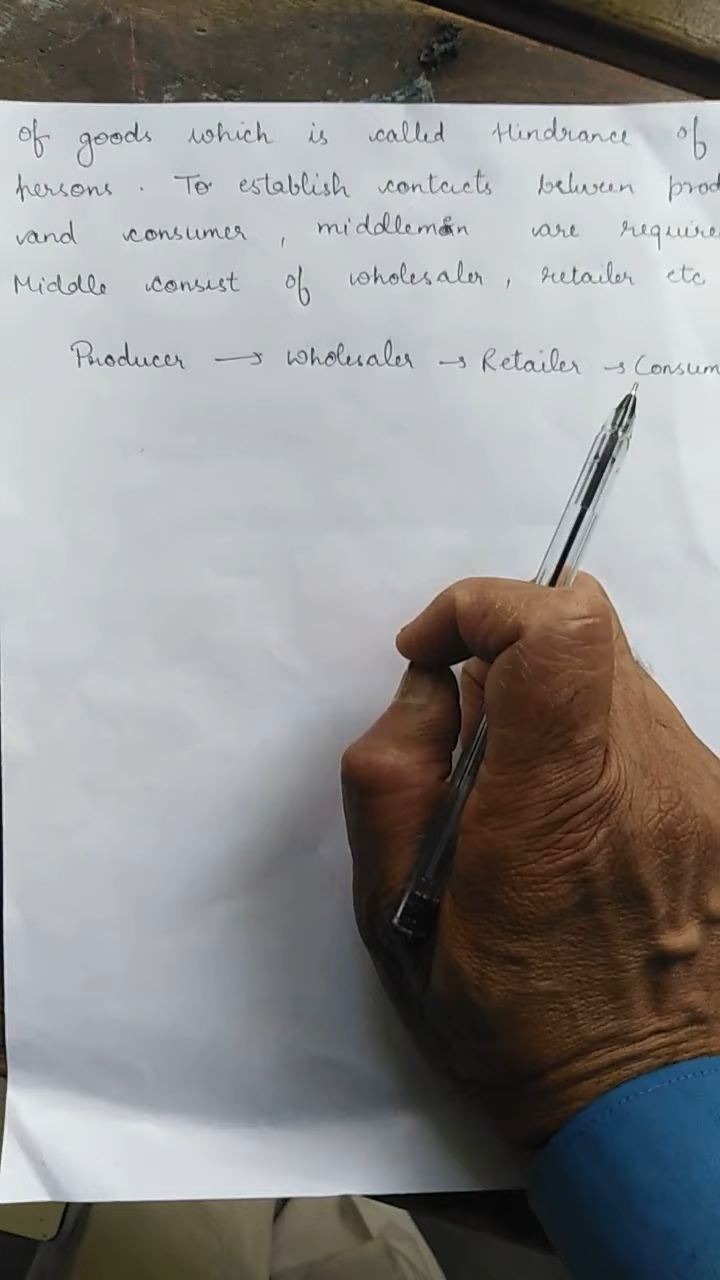 of goods which is called Hindrance of
persons. To establish contacts between prod
and consumer, middleman are require
Middle consist of wholesaler, retailer etc
Producer → Wholesaler → Retailer → Consum